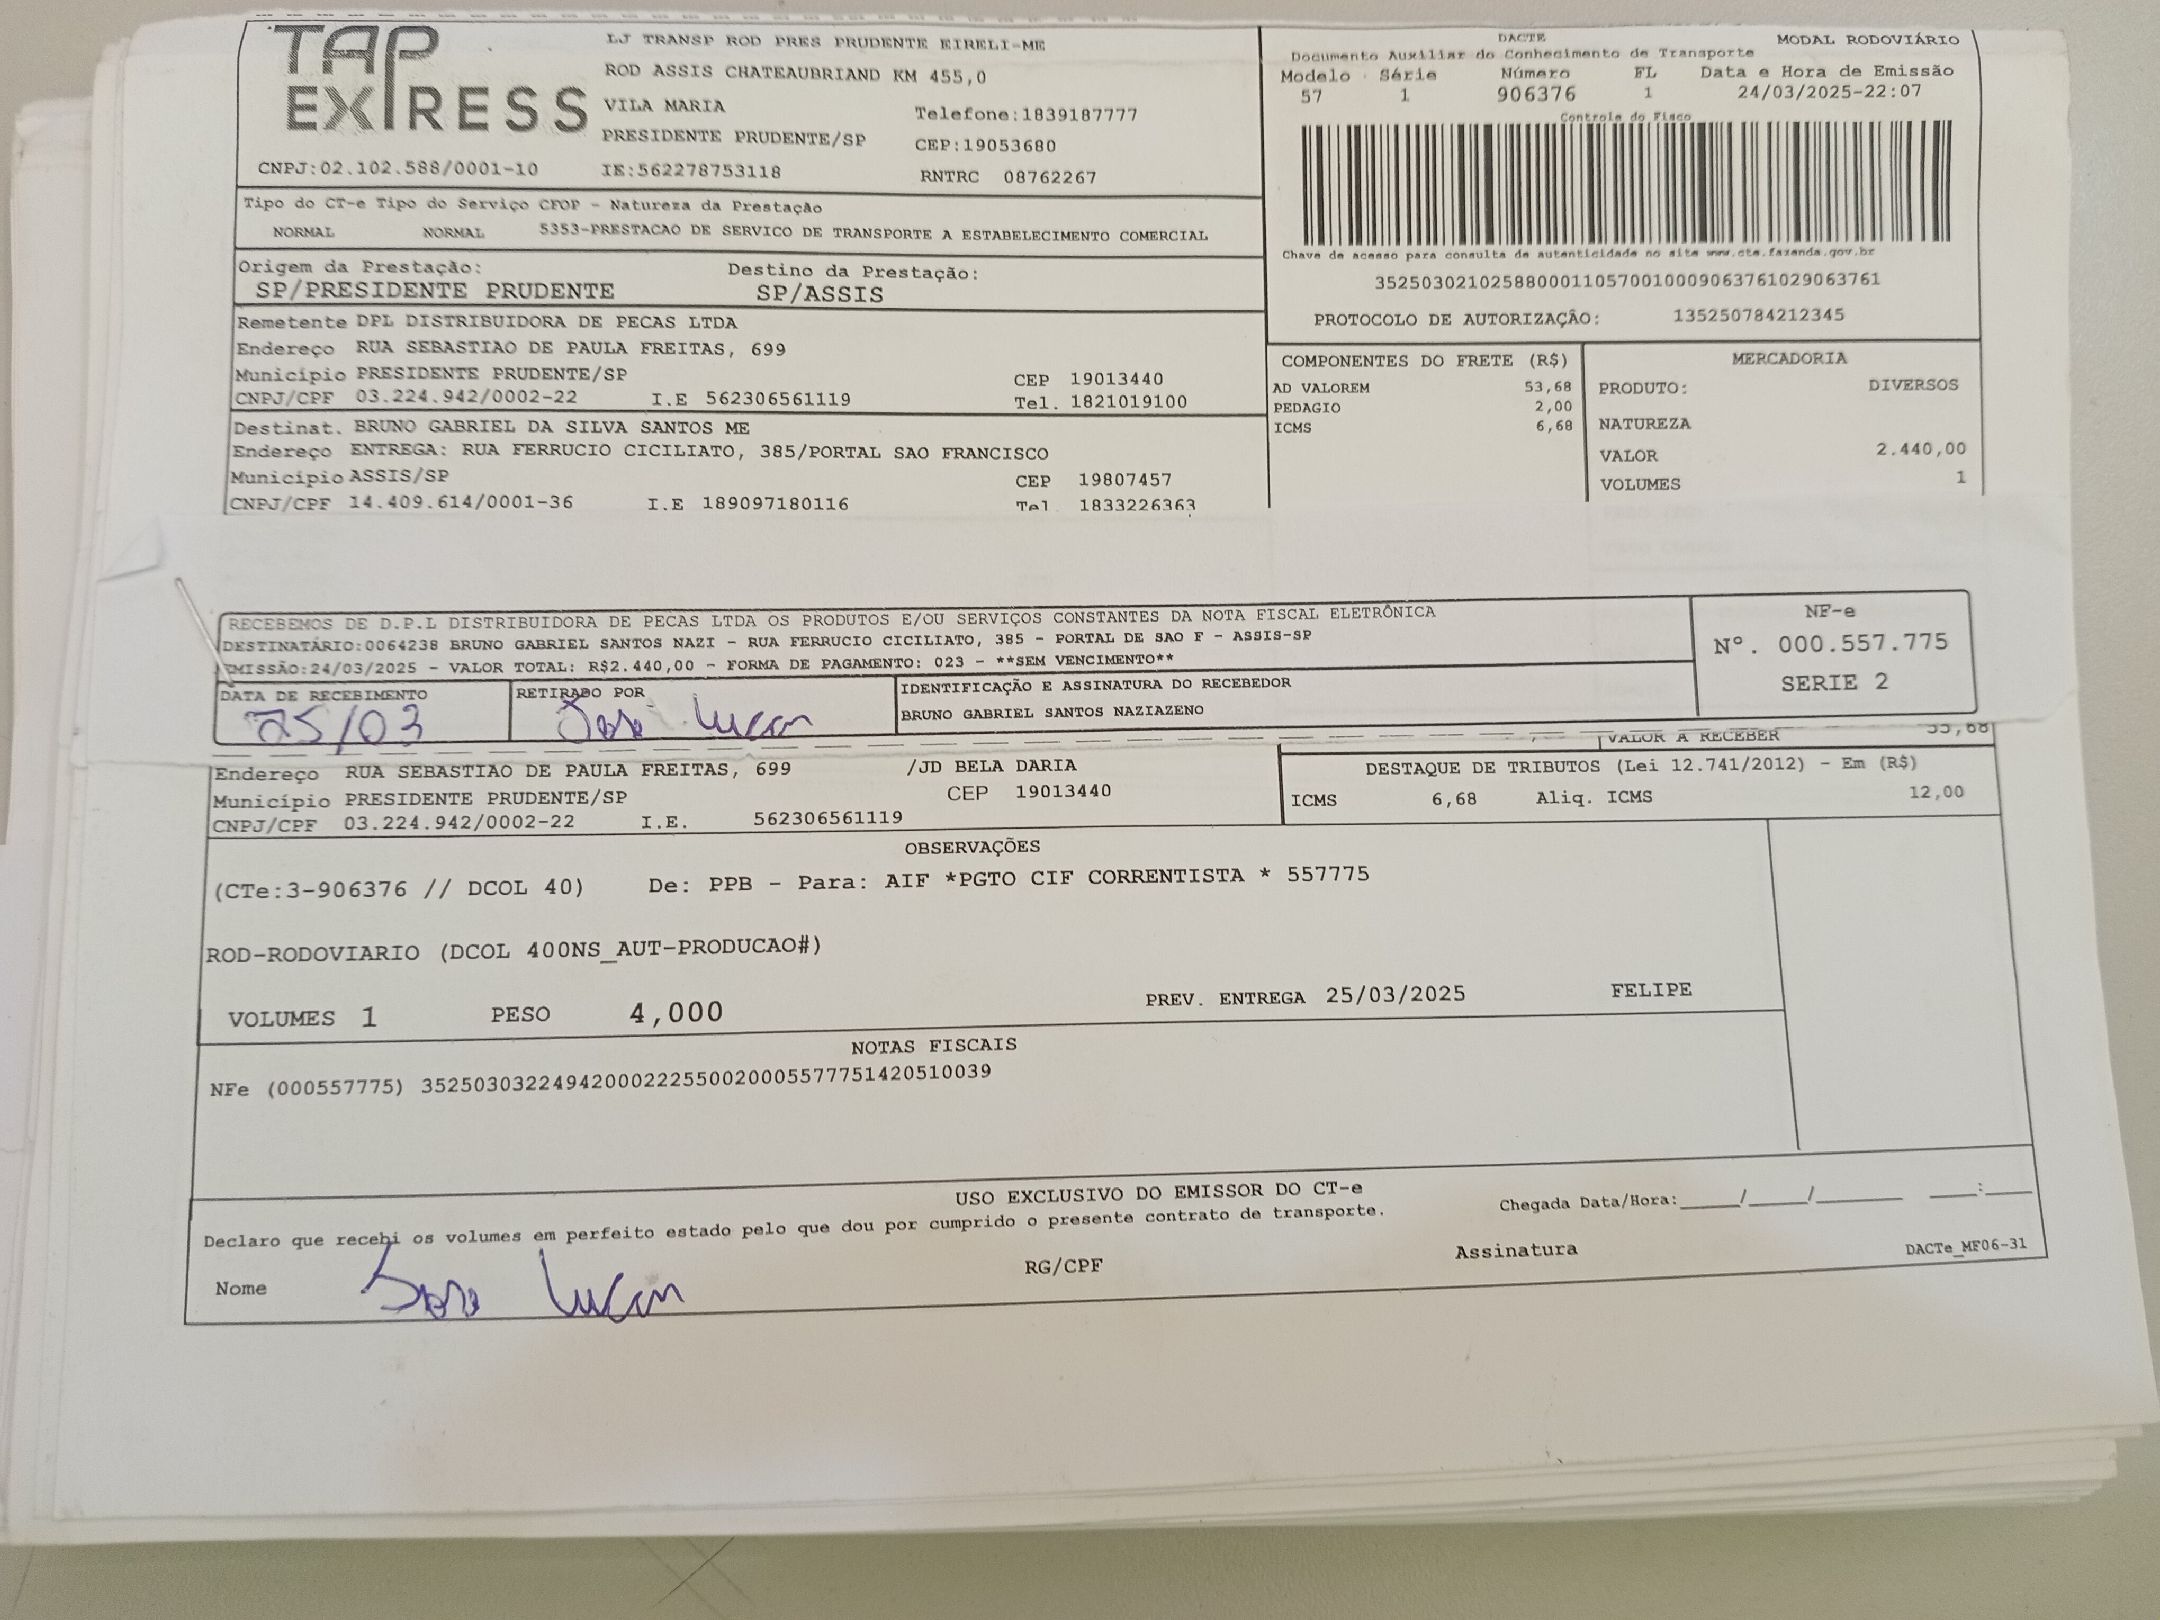 TAP EXPRESS
LJ TRANSP ROD PRES PRUDENTE EIRELI-ME
ROD ASSIS CHATEAUBRIAND KM 455,0
VILA MARIA Telefone:1839187777
PRESIDENTE PRUDENTE/SP CEP:19053680
CNPJ:02.102.588/0001-10 IE:562278753118 RNTRC 08762267
DACTE MODAL RODOVIÁRIO
Documento Auxiliar do Conhecimento de Transporte
Modelo Série Número FL Data e Hora de Emissão
57 1 906376 1 24/03/2025-22:07
Controle do Fisco
Chave de acesso para consulta de autenticidade no site www.cte.fazenda.gov.br
35250302102588000110570010009063761029063761
PROTOCOLO DE AUTORIZAÇÃO: 135250784212345
Tipo do CT-e Tipo do Serviço CFOP - Natureza da Prestação
NORMAL NORMAL 5353-PRESTACAO DE SERVICO DE TRANSPORTE A ESTABELECIMENTO COMERCIAL
Origem da Prestação: Destino da Prestação:
SP/PRESIDENTE PRUDENTE SP/ASSIS
Remetente DPL DISTRIBUIDORA DE PECAS LTDA
Endereço RUA SEBASTIAO DE PAULA FREITAS, 699
Município PRESIDENTE PRUDENTE/SP CEP 19013440
CNPJ/CPF 03.224.942/0002-22 I.E 562306561119 Tel. 1821019100
Destinat. BRUNO GABRIEL DA SILVA SANTOS ME
Endereço ENTREGA: RUA FERRUCIO CICILIATO, 385/PORTAL SAO FRANCISCO
Município ASSIS/SP CEP 19807457
CNPJ/CPF 14.409.614/0001-36 I.E 189097180116 Tel 1833226363
COMPONENTES DO FRETE (R$)
AD VALOREM 53,68
PEDAGIO 2,00
ICMS 6,68
MERCADORIA
PRODUTO: DIVERSOS
NATUREZA
VALOR 2.440,00
VOLUMES 1
RECEBEMOS DE D.P.L DISTRIBUIDORA DE PECAS LTDA OS PRODUTOS E/OU SERVIÇOS CONSTANTES DA NOTA FISCAL ELETRÔNICA
DESTINATÁRIO:0064238 BRUNO GABRIEL SANTOS NAZI - RUA FERRUCIO CICILIATO, 385 - PORTAL DE SAO F - ASSIS-SP
EMISSÃO:24/03/2025 - VALOR TOTAL: R$2.440,00 - FORMA DE PAGAMENTO: 023 - **SEM VENCIMENTO**
NF-e
Nº. 000.557.775
SERIE 2
DATA DE RECEBIMENTO RETIRADO POR IDENTIFICAÇÃO E ASSINATURA DO RECEBEDOR
25/03 BRUNO GABRIEL SANTOS NAZIAZENO
VALOR A RECEBER 55,68
Endereço RUA SEBASTIAO DE PAULA FREITAS, 699 /JD BELA DARIA
Município PRESIDENTE PRUDENTE/SP CEP 19013440
CNPJ/CPF 03.224.942/0002-22 I.E. 562306561119
DESTAQUE DE TRIBUTOS (Lei 12.741/2012) - Em (R$)
ICMS 6,68 Aliq. ICMS 12,00
OBSERVAÇÕES
(CTe:3-906376 // DCOL 40) De: PPB - Para: AIF *PGTO CIF CORRENTISTA * 557775
ROD-RODOVIARIO (DCOL 400NS_AUT-PRODUCAO#)
VOLUMES 1 PESO 4,000 PREV. ENTREGA 25/03/2025 FELIPE
NOTAS FISCAIS
NFe (000557775) 35250303224942000222550020005577751420510039
USO EXCLUSIVO DO EMISSOR DO CT-e
Declaro que recebi os volumes em perfeito estado pelo que dou por cumprido o presente contrato de transporte.
Chegada Data/Hora:____/____/______ ___:___
Nome RG/CPF Assinatura DACTe_MF06-31